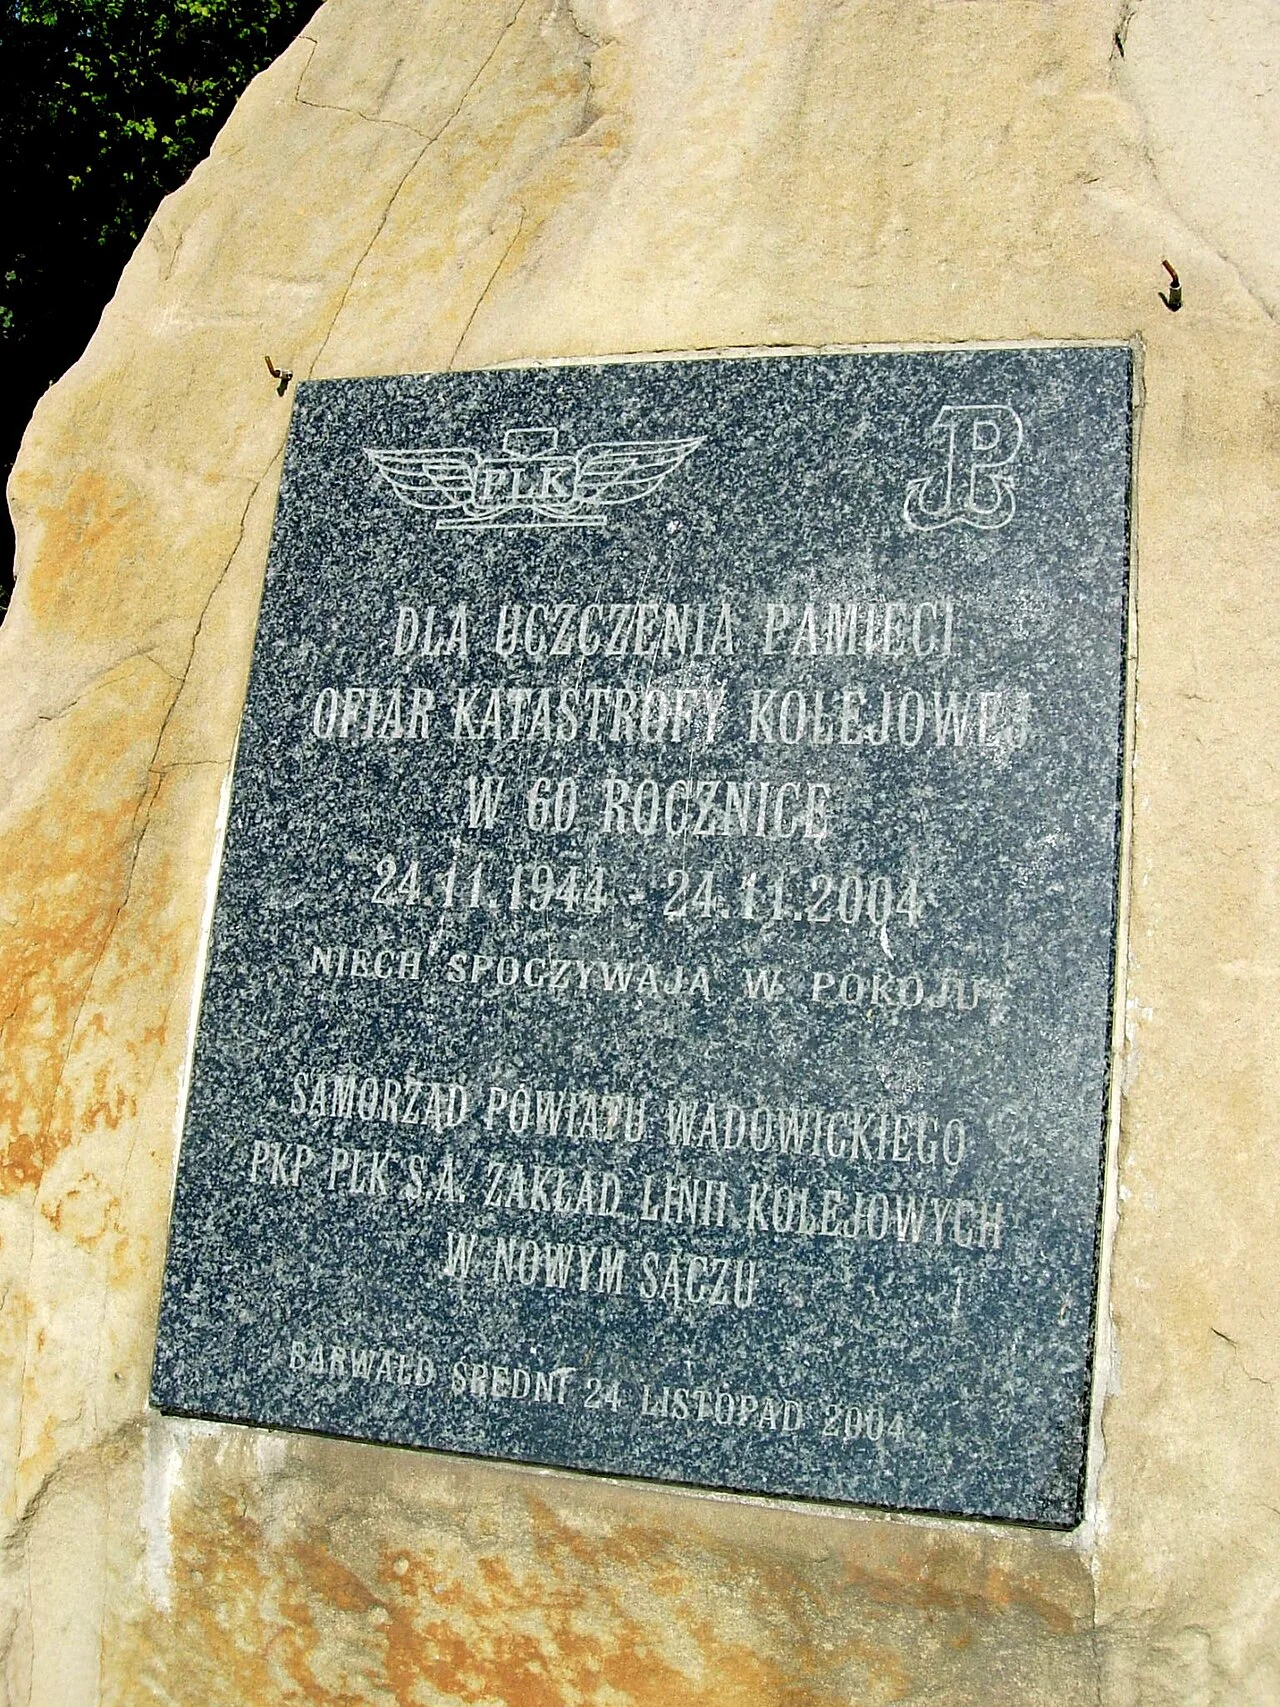 PLK
DLA UCZCZENIA PAMIĘCI
OFIAR KATASTROFY KOLEJOWEJ
W 60 ROCZNICĘ
24.11.1944 - 24.11.2004
NIECH SPOCZYWAJĄ W POKOJU
SAMORZĄD POWIATU WADOWICKIEGO
PKP PLK S.A. ZAKŁAD LINII KOLEJOWYCH
W NOWYM SĄCZU
BARWAŁD ŚREDNI 24 LISTOPAD 2004